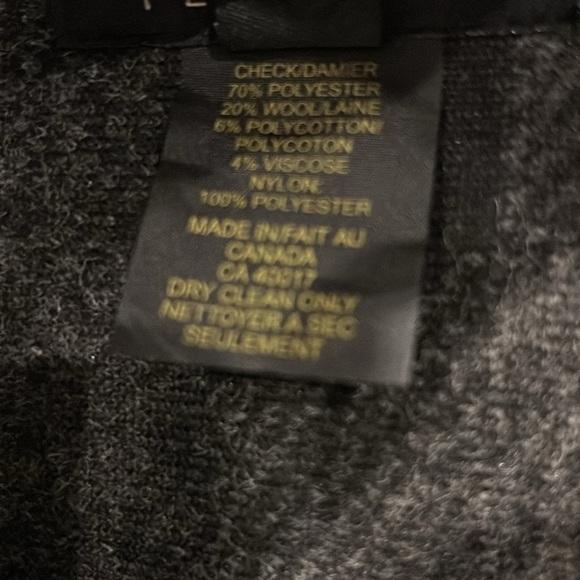 CHECK/DAMIER
70% POLYESTER
20% WOOL/LAINE
6% POLYCOTTON/
POLYCOTON
4% VISCOSE
NYLON:
100% POLYESTER
MADE IN/FAIT AU
CANADA
CA 43017
DRY CLEAN ONLY
NETTOYER A SEC
SEULEMENT